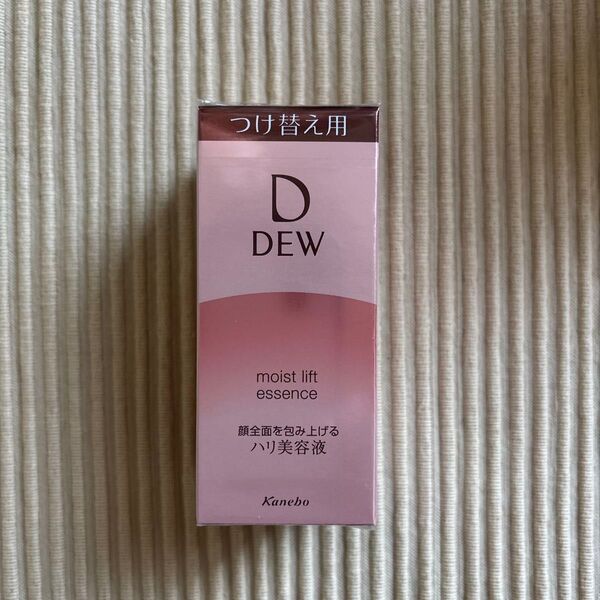 つけ替え用
D
DEW
moist lift
essence
顔全面を包み上げる
ハリ美容液
Kanebo